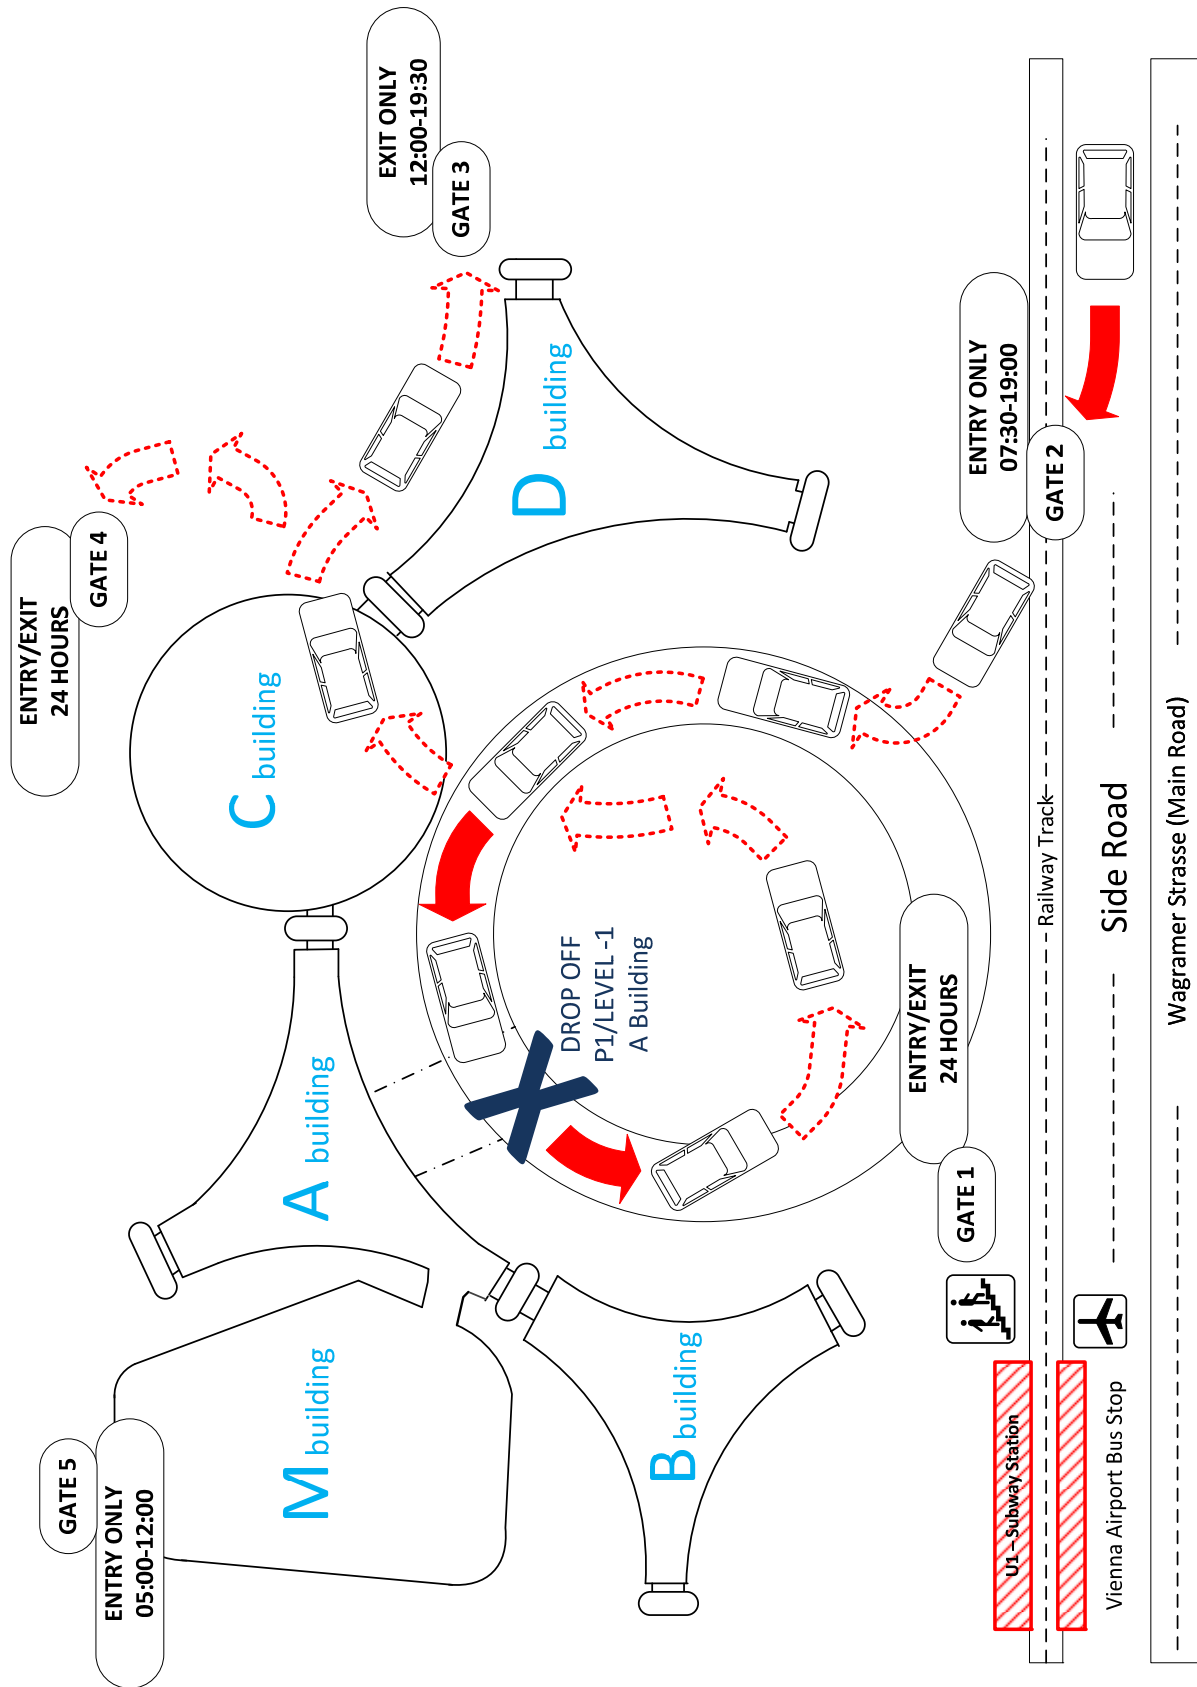 GATE 5
ENTRY ONLY
05:00-12:00
M building
A building
B building
C building
D building
ENTRY/EXIT
24 HOURS
GATE 4
EXIT ONLY
12:00-19:30
GATE 3
DROP OFF
P1/LEVEL -1
A Building
ENTRY/EXIT
24 HOURS
GATE 1
ENTRY ONLY
07:30-19:00
GATE 2
U1 – Subway Station
Railway Track
Vienna Airport Bus Stop
Side Road
Wagramer Strasse (Main Road)